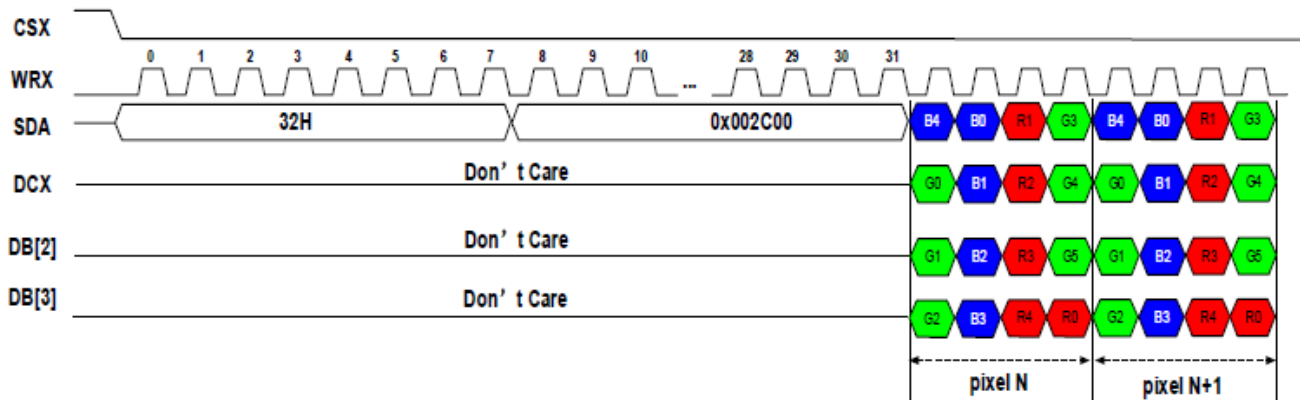 CSX
0 1 2 3 4 5 6 7 8 9 10 28 29 30 31
WRX ...
SDA 32H 0x002C00 B4 B0 R1 G3 B4 B0 R1 G3
DCX Don't Care G0 B1 R2 G4 G0 B1 R2 G4
DB[2] Don't Care G1 B2 R3 G5 G1 B2 R3 G5
DB[3] Don't Care G2 B3 R4 R0 G2 B3 R4 R0
pixel N pixel N+1